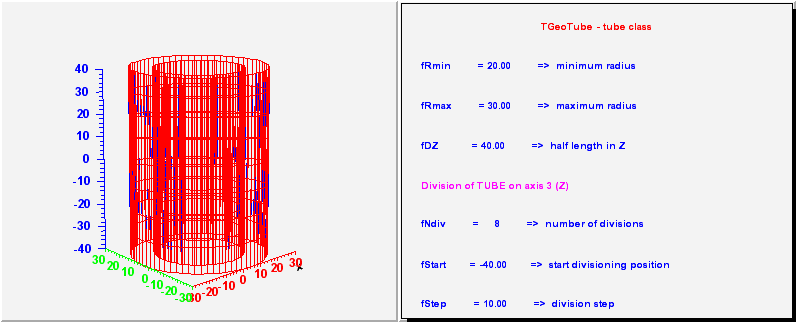 40
30
20
10
0
-10
-20
-30
-40
30 20 10 0 -10 -20 -30
-30 -20 -10 0 10 20 30
TGeoTube - tube class
fRmin = 20.00 => minimum radius
fRmax = 30.00 => maximum radius
fDZ = 40.00 => half length in Z
Division of TUBE on axis 3 (Z)
fNdiv = 8 => number of divisions
fStart = -40.00 => start divisioning position
fStep = 10.00 => division step